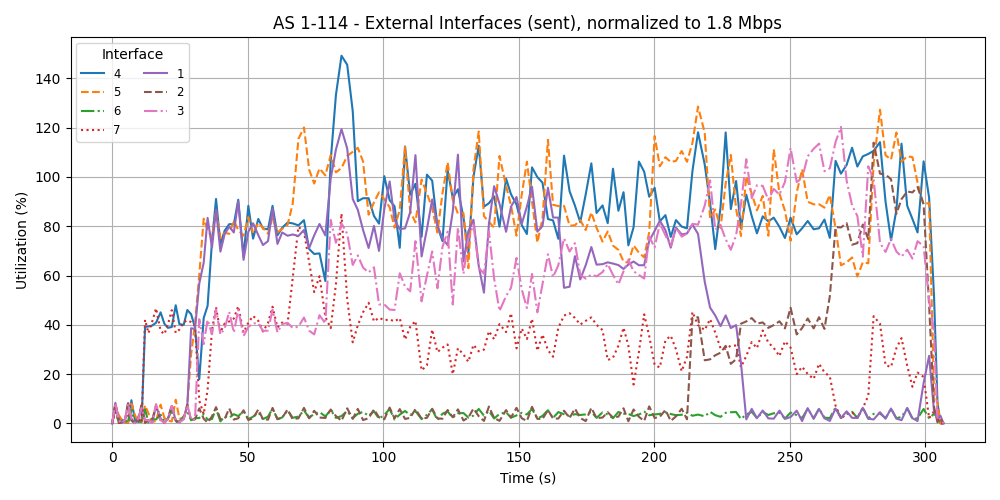 AS 1-114 - External Interfaces (sent), normalized to 1.8 Mbps
Interface
4 1
5 2
6 3
7
Utilization (%)
140
120
100
80
60
40
20
0
0 50 100 150 200 250 300
Time (s)